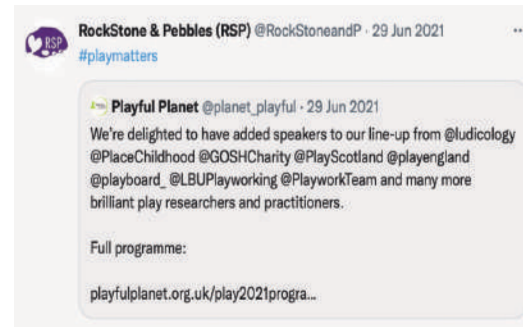 RSP
RockStone & Pebbles (RSP) @RockStoneandP · 29 Jun 2021
#playmatters
Playful Planet @planet_playful · 29 Jun 2021
We're delighted to have added speakers to our line-up from @ludicology
@PlaceChildhood @GOSHCharity @PlayScotland @playengland
@playboard_ @LBUPlayworking @PlayworkTeam and many more
brilliant play researchers and practitioners.
Full programme:
playfulplanet.org.uk/play2021progra...